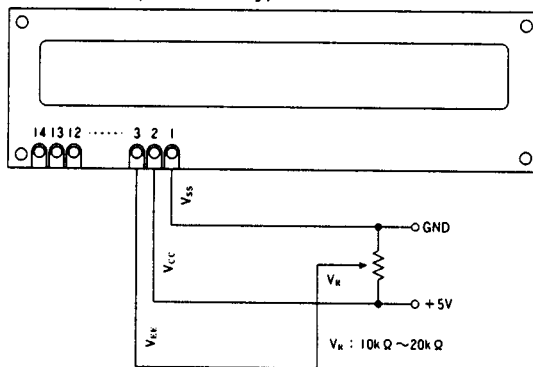 14 13 12 ······ 3 2 1
VSS
GND
VCC
VR
+5V
VEE
VR : 10kΩ～20kΩ